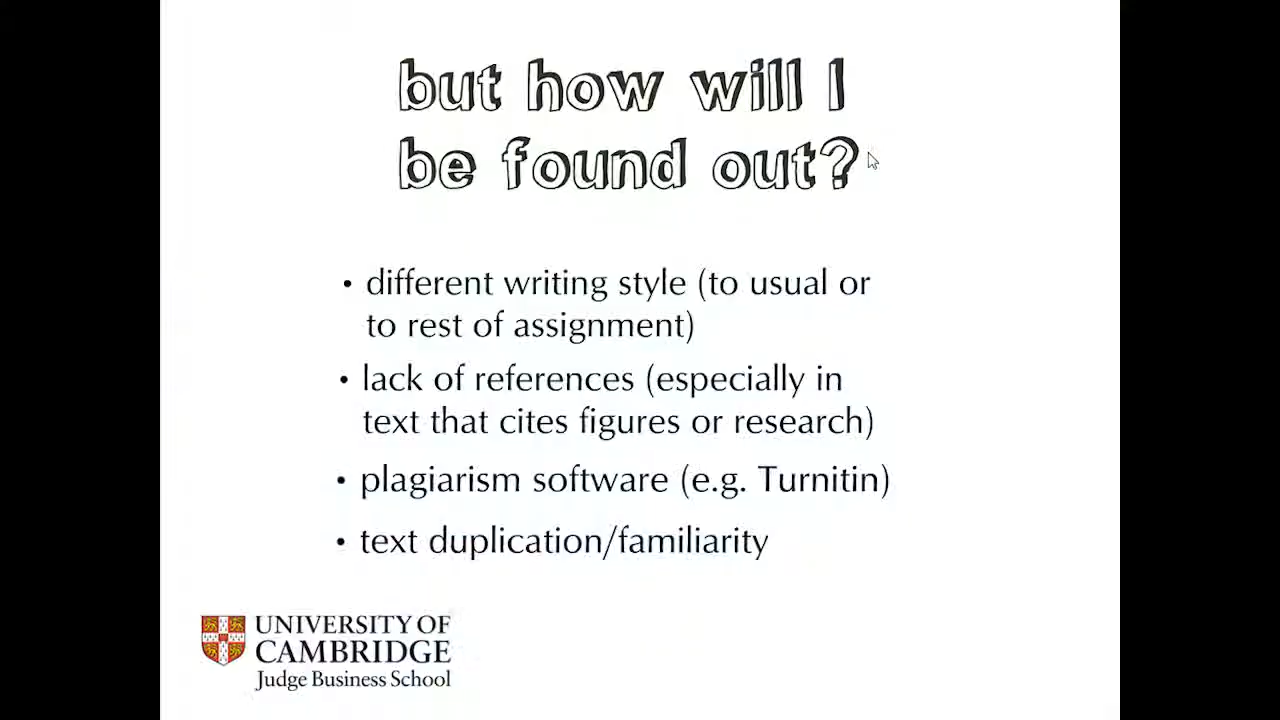 but how will I
be found out?
• different writing style (to usual or
to rest of assignment)
• lack of references (especially in
text that cites figures or research)
• plagiarism software (e.g. Turnitin)
• text duplication/familiarity
UNIVERSITY OF
CAMBRIDGE
Judge Business School